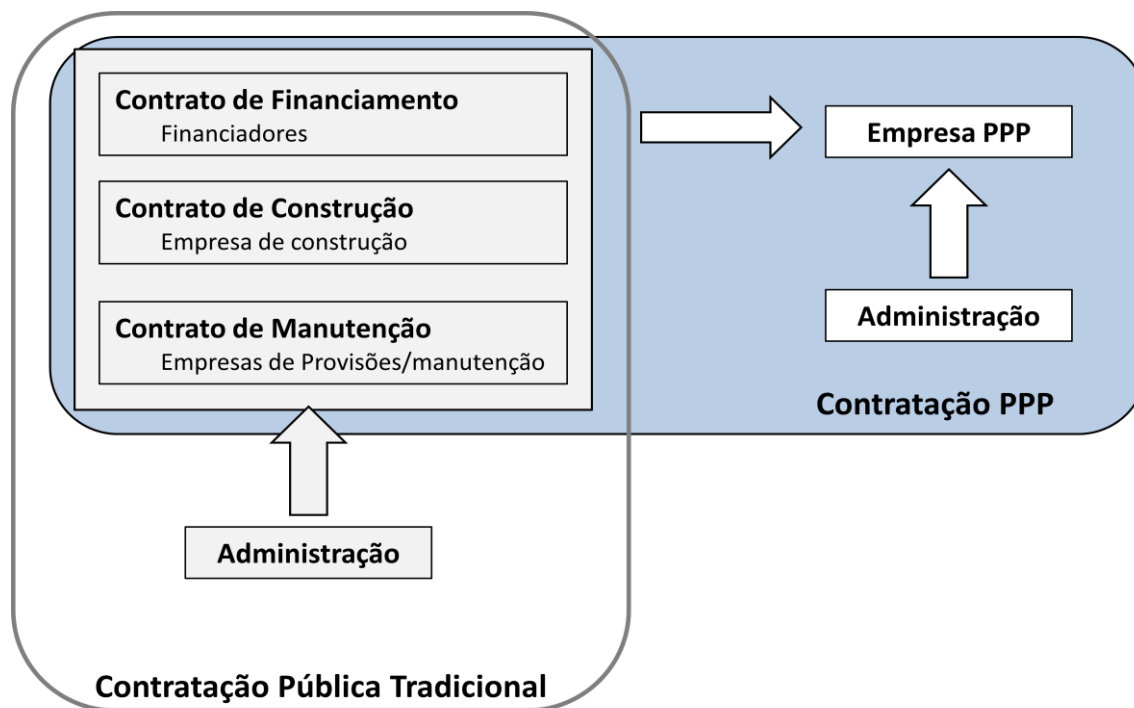 Contrato de Financiamento
Financiadores
Contrato de Construção
Empresa de construção
Contrato de Manutenção
Empresas de Provisões/manutenção
Administração
Contratação Pública Tradicional
Empresa PPP
Administração
Contratação PPP